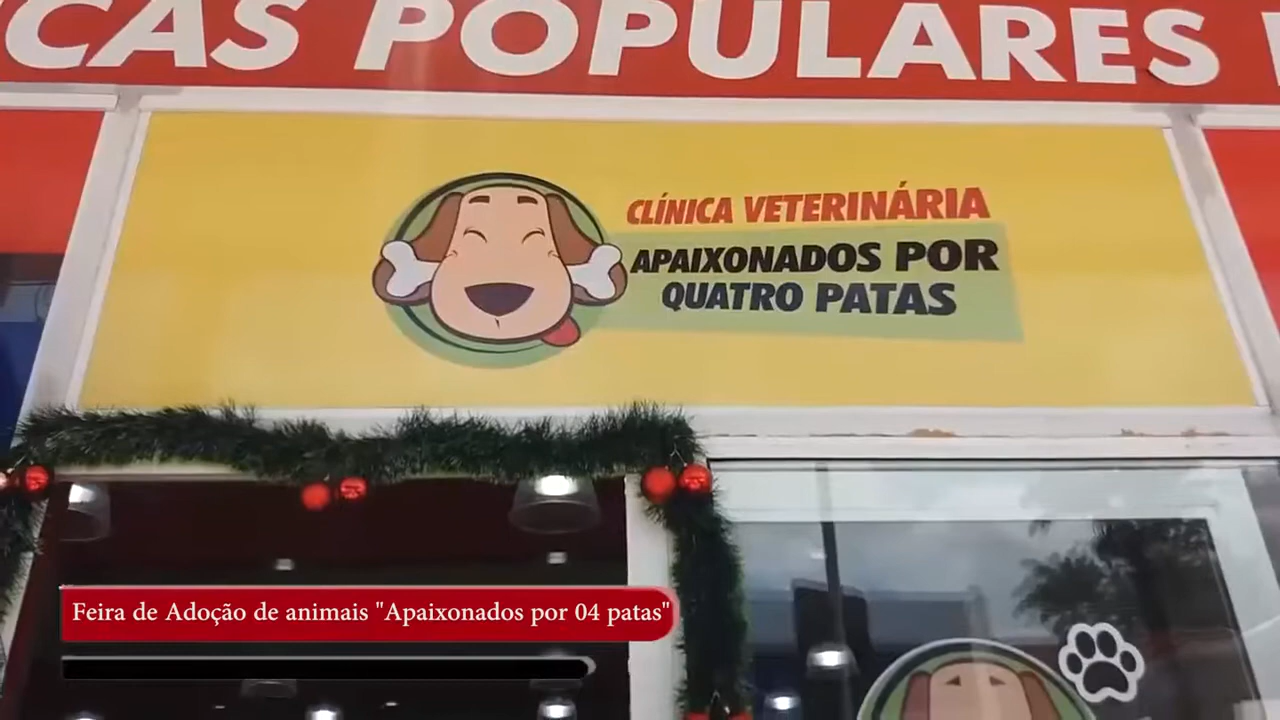 CAS POPULARES
CLÍNICA VETERINÁRIA
APAIXONADOS POR
QUATRO PATAS
Feira de Adoção de animais "Apaixonados por 04 patas"